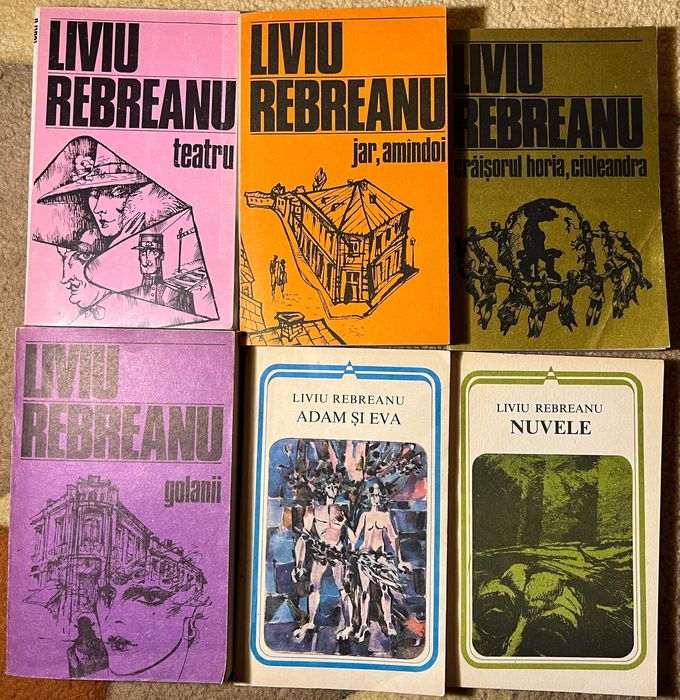 LIVIU
REBREANU
teatru
LIVIU
REBREANU
jar, amîndoi
LIVIU
REBREANU
crăișorul horia, ciuleandra
LIVIU
REBREANU
golanii
LIVIU REBREANU
ADAM ȘI EVA
LIVIU REBREANU
NUVELE